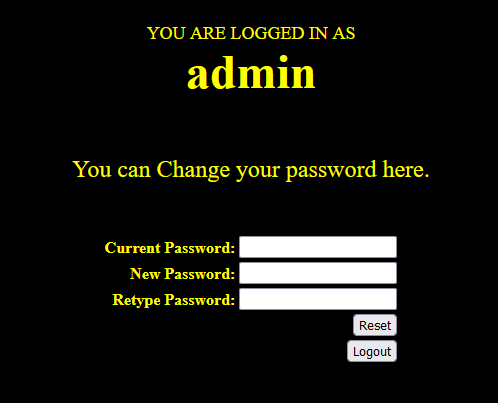 YOU ARE LOGGED IN AS
admin
You can Change your password here.
Current Password:
New Password:
Retype Password:
Reset
Logout